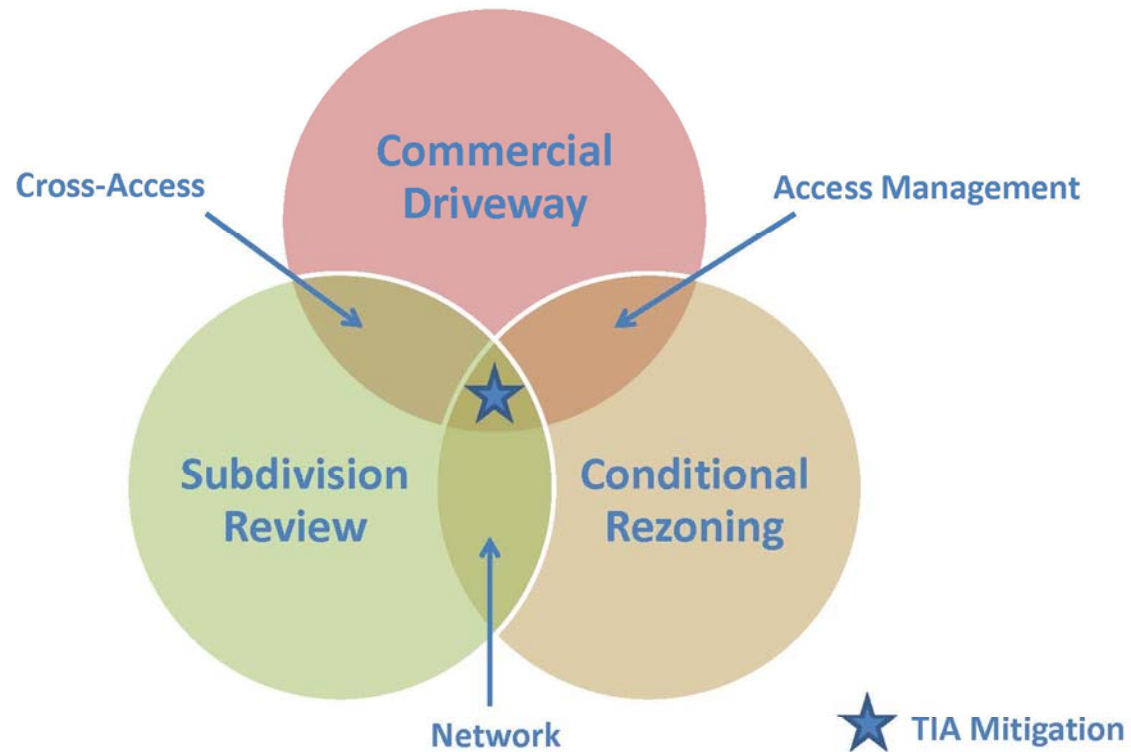 Commercial
Driveway
Cross-Access
Access Management
Subdivision
Review
Conditional
Rezoning
Network
TIA Mitigation